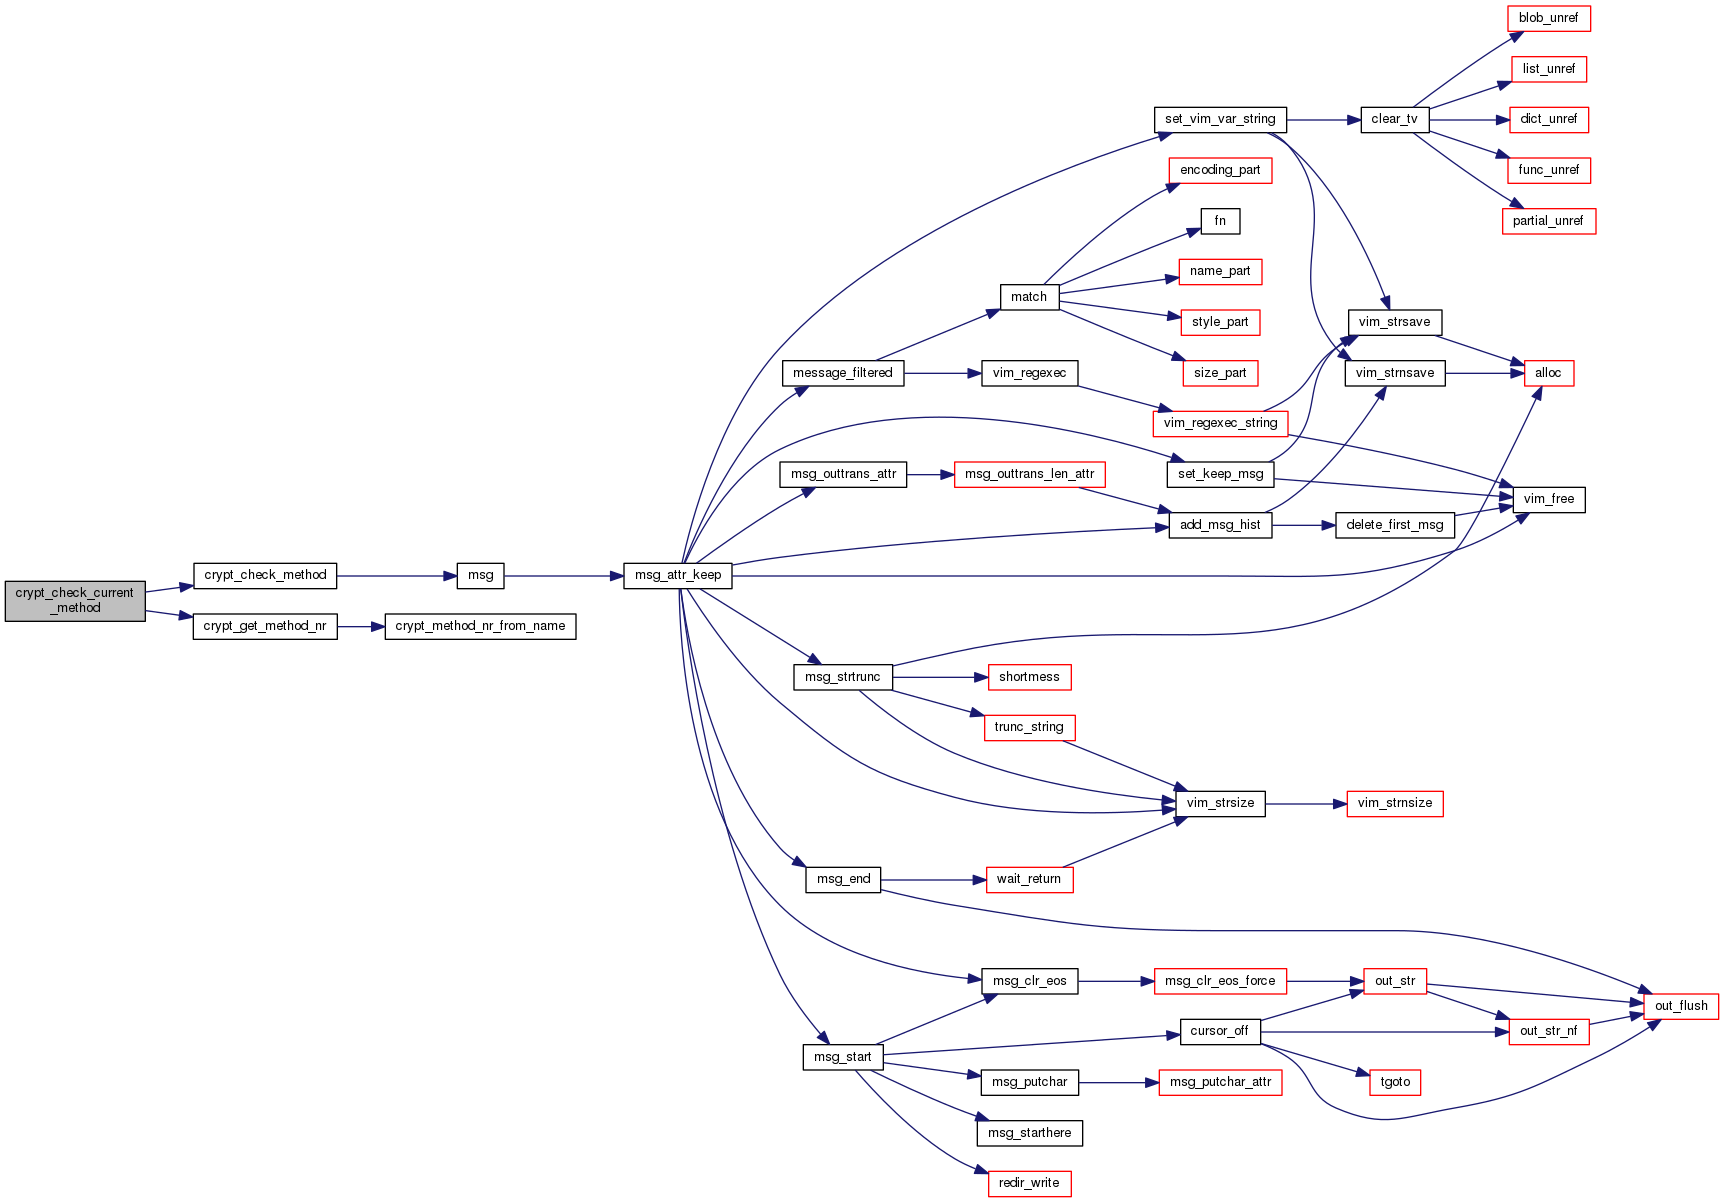 blob_unref
list_unref
set_vim_var_string
clear_tv
dict_unref
encoding_part
func_unref
fn
partial_unref
name_part
match
style_part
vim_strsave
message_filtered
vim_regexec
size_part
vim_strnsave
alloc
vim_regexec_string
msg_outtrans_attr
msg_outtrans_len_attr
set_keep_msg
vim_free
add_msg_hist
delete_first_msg
crypt_check_current
_method
crypt_check_method
msg
msg_attr_keep
crypt_get_method_nr
crypt_method_nr_from_name
msg_strtrunc
shortmess
trunc_string
vim_strsize
vim_strnsize
msg_end
wait_return
msg_clr_eos
msg_clr_eos_force
out_str
out_flush
cursor_off
out_str_nf
msg_start
msg_putchar
msg_putchar_attr
tgoto
msg_starthere
redir_write